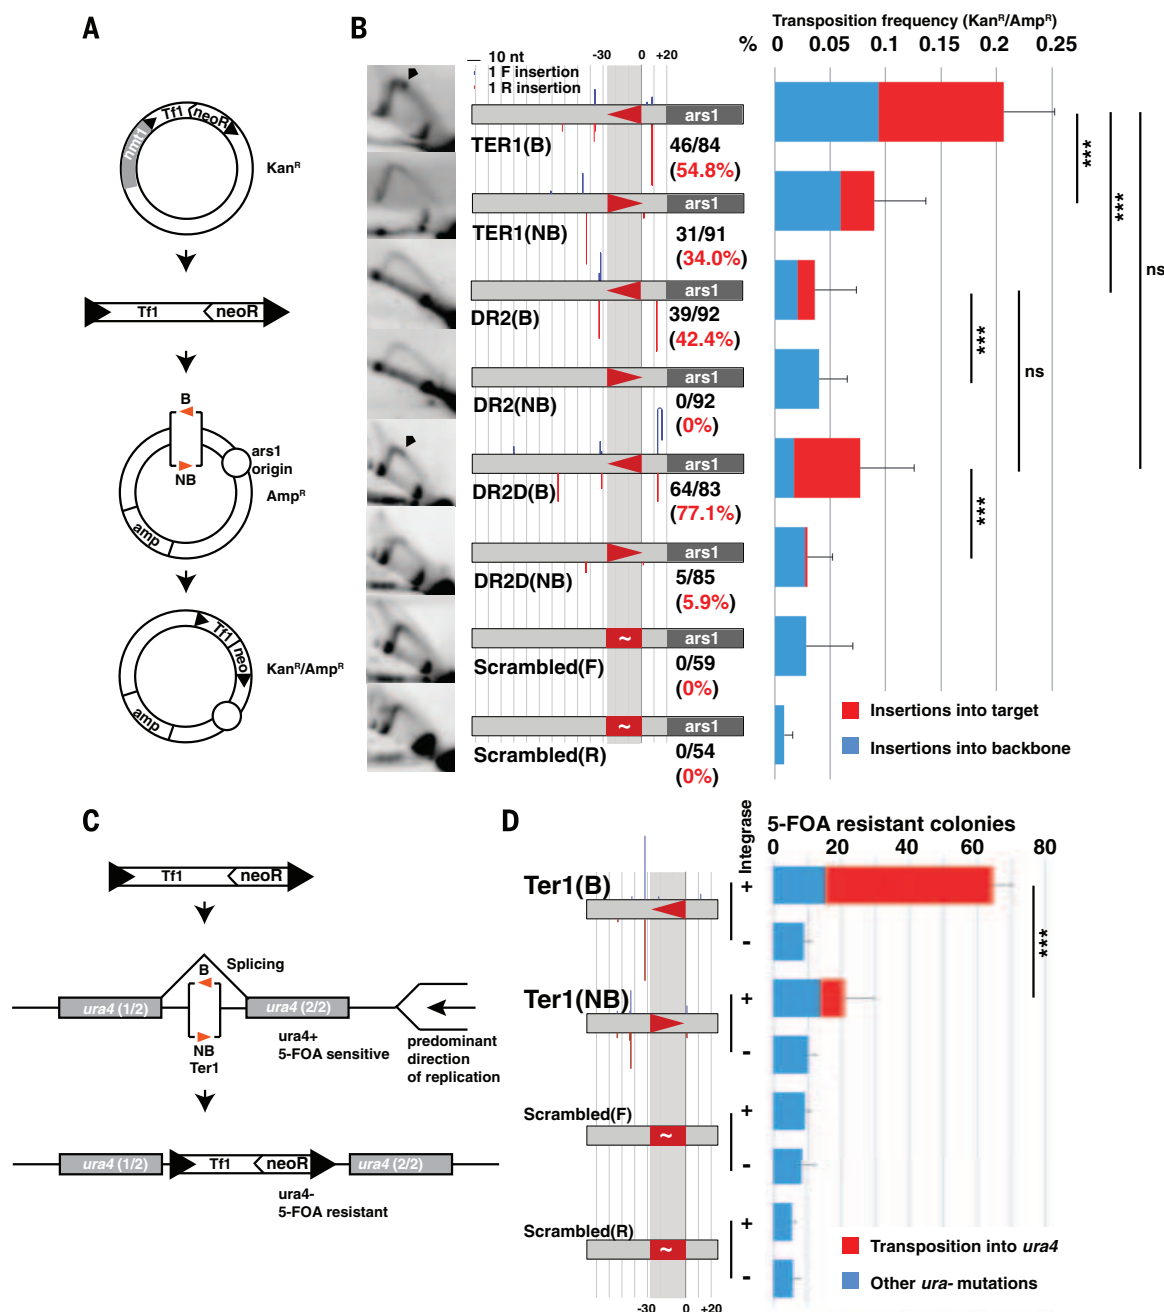 A
nmt1
Tf1
neoR
Kanᴿ
Tf1
neoR
B
NB
ars1
origin
Ampᴿ
amp
Tf1
neo
Kanᴿ/Ampᴿ
amp
B
10 nt
1 F insertion
1 R insertion
-30 0 +20
ars1
TER1(B)
46/84
(54.8%)
ars1
TER1(NB)
31/91
(34.0%)
ars1
DR2(B)
39/92
(42.4%)
ars1
DR2(NB)
0/92
(0%)
ars1
DR2D(B)
64/83
(77.1%)
ars1
DR2D(NB)
5/85
(5.9%)
~
ars1
Scrambled(F)
0/59
(0%)
~
ars1
Scrambled(R)
0/54
(0%)
Transposition frequency (Kanᴿ/Ampᴿ)
% 0 0.05 0.1 0.15 0.2 0.25
***
***
ns
***
ns
***
Insertions into target
Insertions into backbone
C
Tf1
neoR
Splicing
B
ura4 (1/2)
ura4 (2/2)
NB
Ter1
ura4+
5-FOA sensitive
predominant
direction
of replication
ura4 (1/2)
Tf1
neoR
ura4 (2/2)
ura4-
5-FOA resistant
D
Integrase
5-FOA resistant colonies
0 20 40 60 80
Ter1(B)
+
-
***
Ter1(NB)
+
-
Scrambled(F)
+
~
-
Scrambled(R)
+
~
-
-30 0 +20
Transposition into ura4
Other ura- mutations